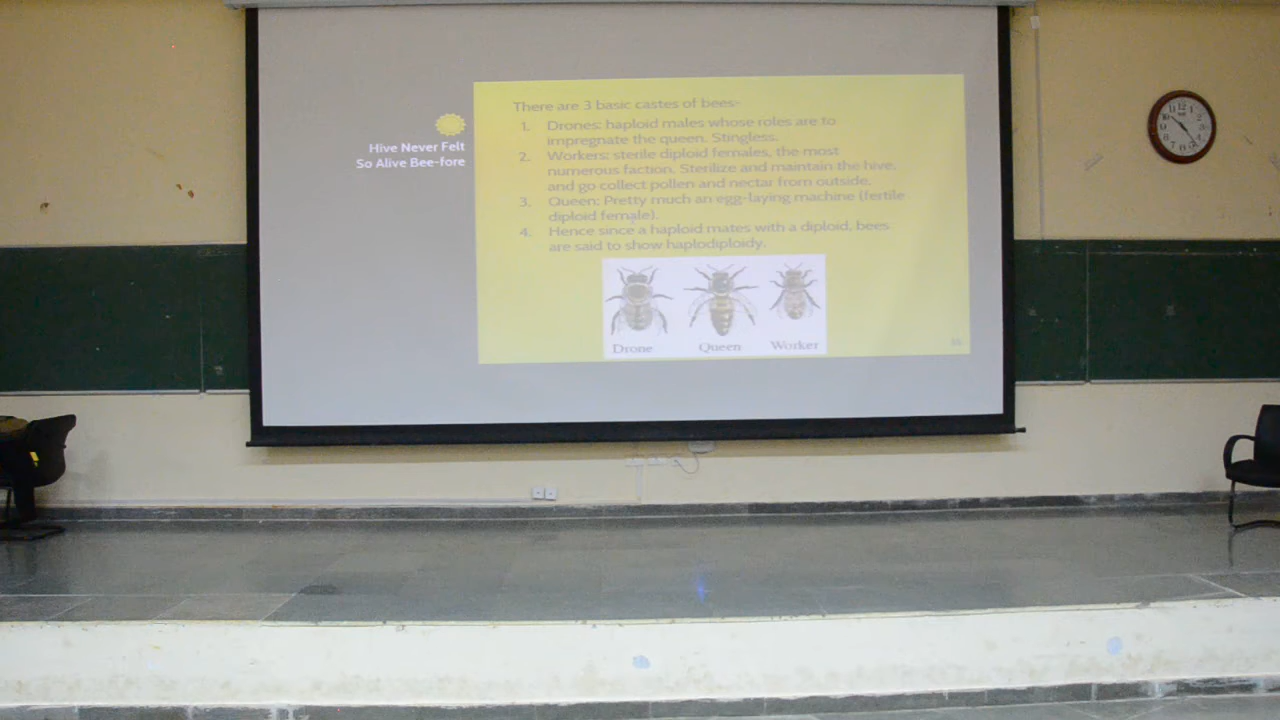 Hive Never Felt
So Alive Bee-fore
There are 3 basic castes of bees-
1. Drones: haploid males whose roles are to
impregnate the queen. Stingless.
2. Workers: sterile diploid females, the most
numerous faction. Sterilize and maintain the hive,
and go collect pollen and nectar from outside.
3. Queen: Pretty much an egg-laying machine (fertile
diploid female).
4. Hence since a haploid mates with a diploid, bees
are said to show haplodiploidy.
Drone Queen Worker